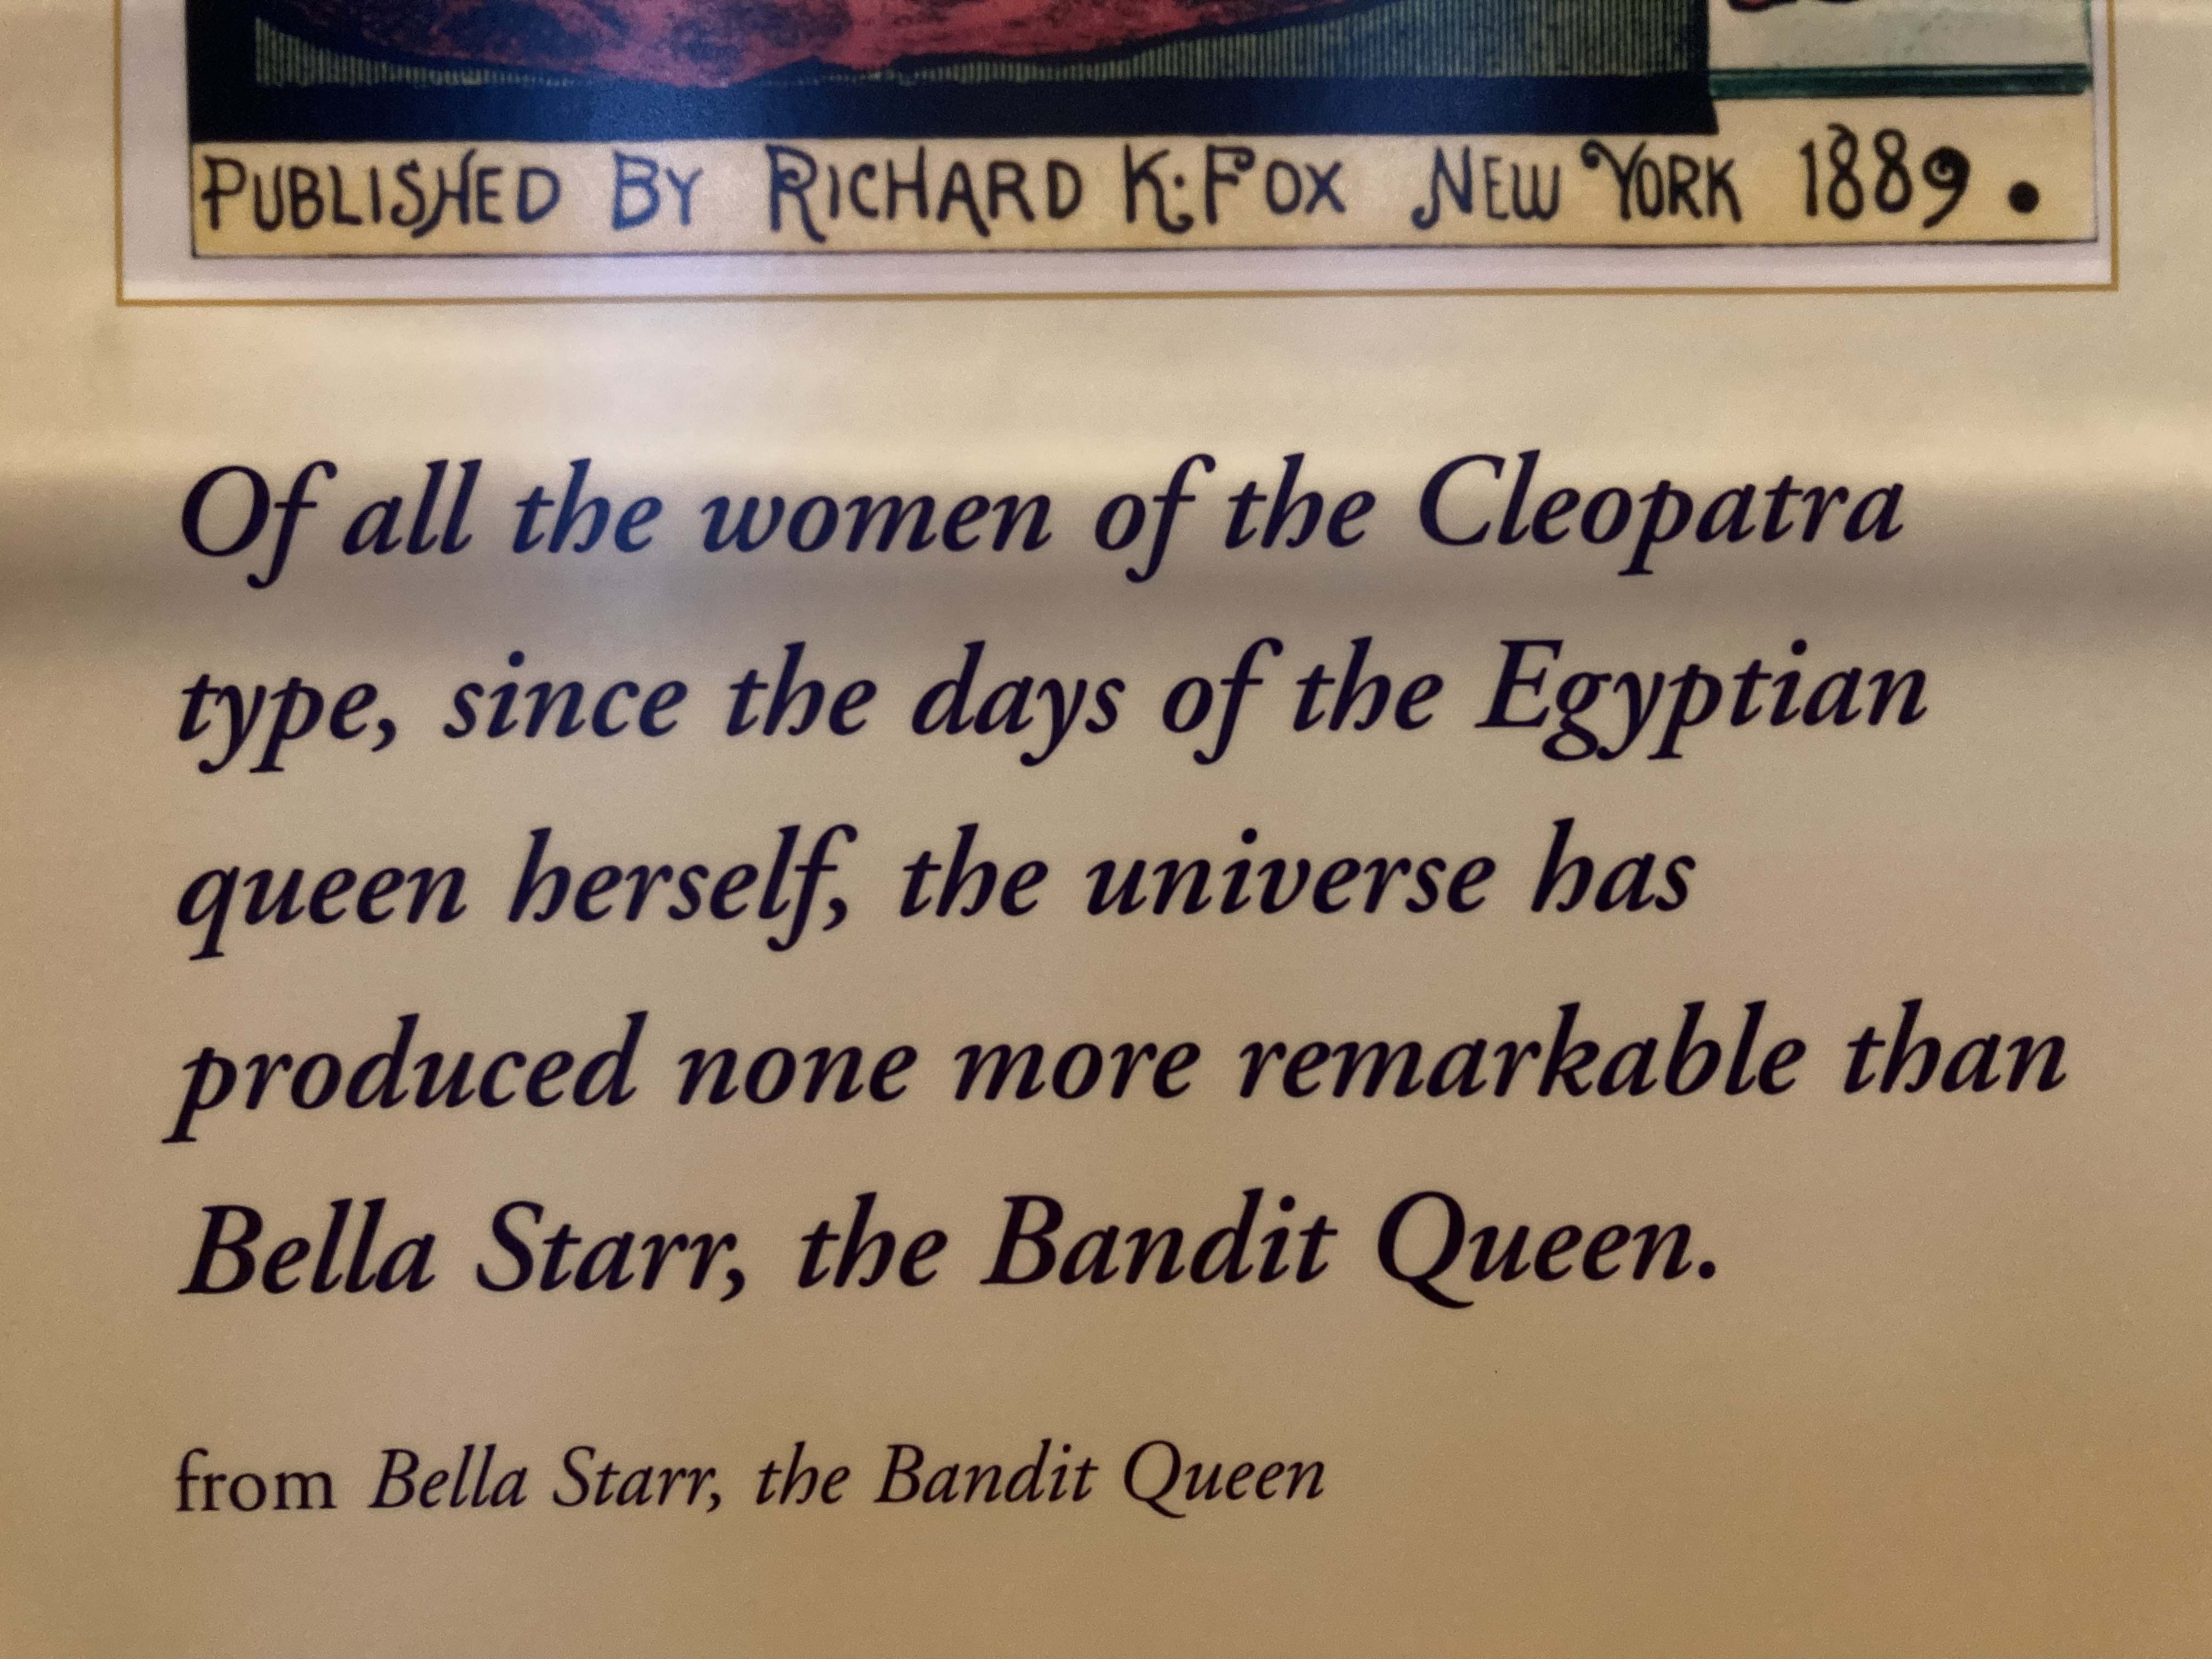 PUBLISHED BY RICHARD K. FOX NEW YORK 1889.
Of all the women of the Cleopatra
type, since the days of the Egyptian
queen herself, the universe has
produced none more remarkable than
Bella Starr, the Bandit Queen.
from Bella Starr, the Bandit Queen